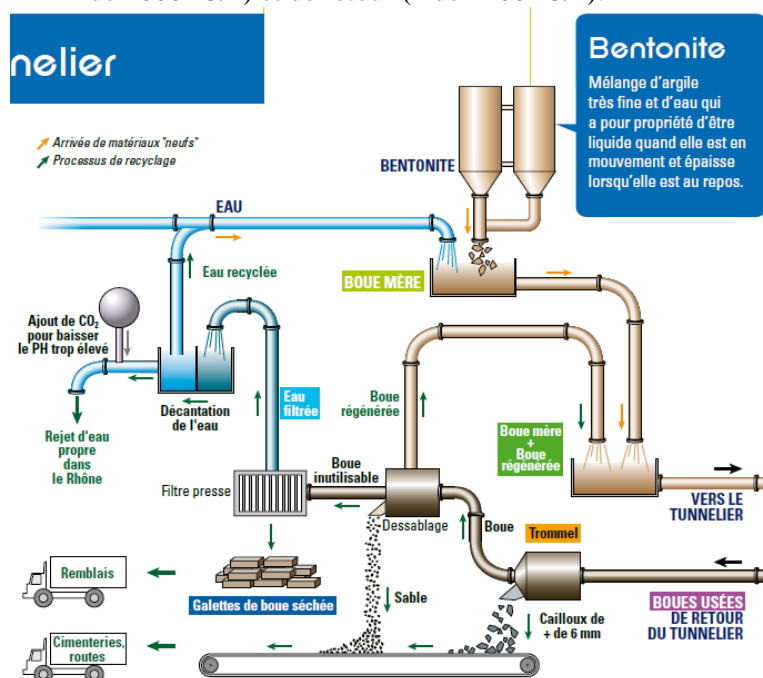 nelier
Bentonite
Mélange d'argile
très fine et d'eau qui
a pour propriété d'être
liquide quand elle est en
mouvement et épaisse
lorsqu'elle est au repos.
Arrivée de matériaux "neufs"
Processus de recyclage
BENTONITE
EAU
Eau recyclée
BOUE MÈRE
Ajout de CO2
pour baisser
le PH trop élevé
Décantation
de l'eau
Eau
filtrée
Boue
régénérée
Boue mère
+
Boue
régénérée
Rejet d'eau
propre
dans
le Rhône
Filtre presse
Boue
inutilisable
Dessablage
Boue
Trommel
VERS LE
TUNNELIER
Remblais
Galettes de boue séchée
Sable
Cailloux de
+ de 6 mm
BOUES USÉES
DE RETOUR
DU TUNNELIER
Cimenteries,
routes